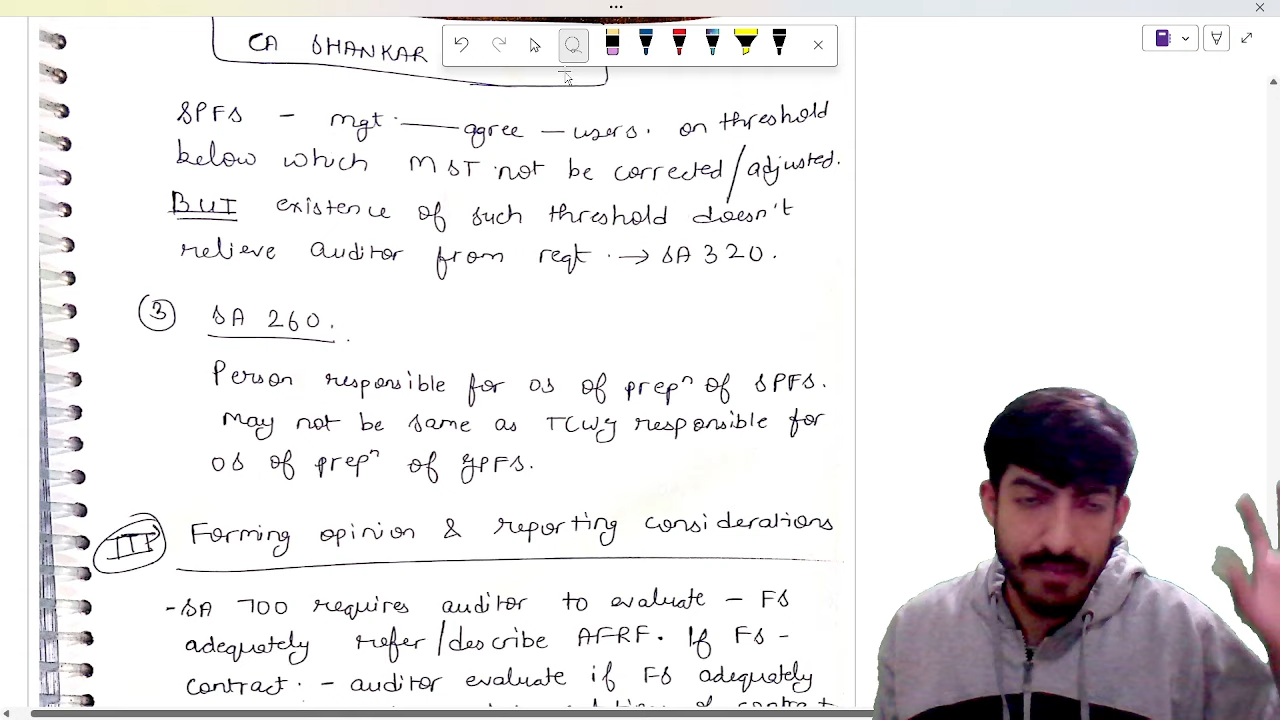 CA SHANKAR
SPFS - mgt. — agree — users. on threshold
below which MST not be corrected/adjusted.
BUT existence of such threshold doesn't
relieve auditor from reqt. → SA 320.
③ SA 260.
Person responsible for OS of prepⁿ of SPFS.
may not be same as TCWG responsible for
OS of prepⁿ of GPFS.
III Forming opinion & reporting considerations
- SA 700 requires auditor to evaluate - FS
adequately refer/describe AFRF. If FS -
contract. - auditor evaluate if FS adequately